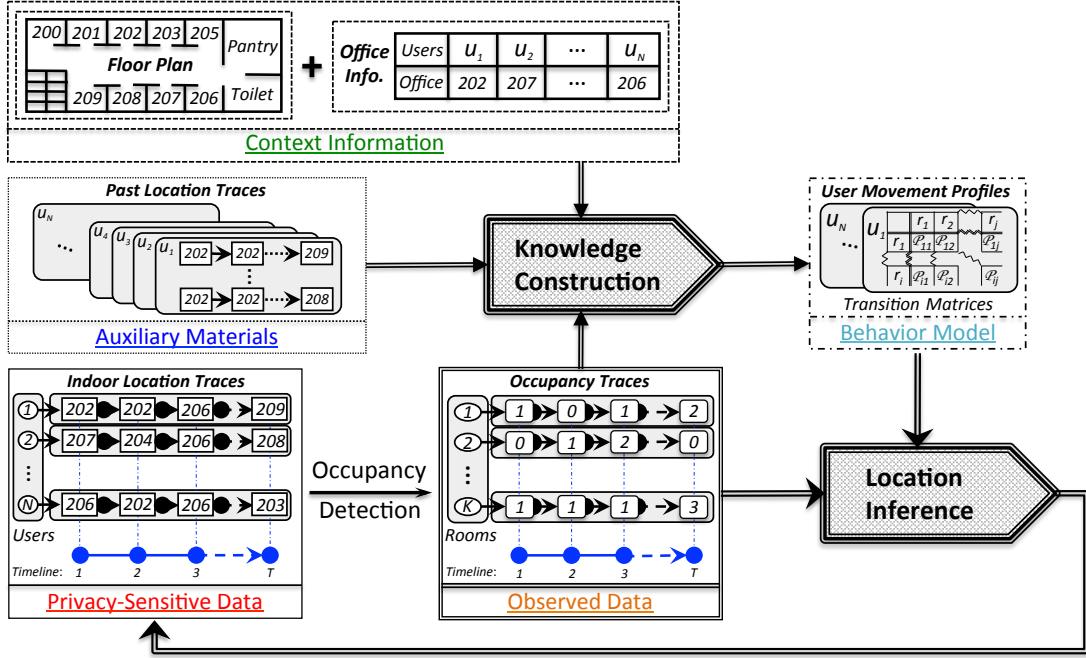 200 201 202 203 205
Pantry
Floor Plan
209 208 207 206
Toilet
+
Office
Info.
Users u1 u2 ... uN
Office 202 207 ... 206
Context Information
Past Location Traces
uN
...
u4
u3
u2
u1
202 202 209
...
202 202 208
Auxiliary Materials
Knowledge
Construction
User Movement Profiles
uN
...
u1
r1 r2 rj
r1 P11 P12 P1j
ri Pi1 Pi2 Pij
Transition Matrices
Behavior Model
Indoor Location Traces
1 202 202 206 209
2 207 204 206 208
...
N 206 202 206 203
Users
Timeline: 1 2 3 T
Privacy-Sensitive Data
Occupancy
Detection
Occupancy Traces
1 1 0 1 2
2 0 1 2 0
...
K 1 1 1 3
Rooms
Timeline: 1 2 3 T
Observed Data
Location
Inference